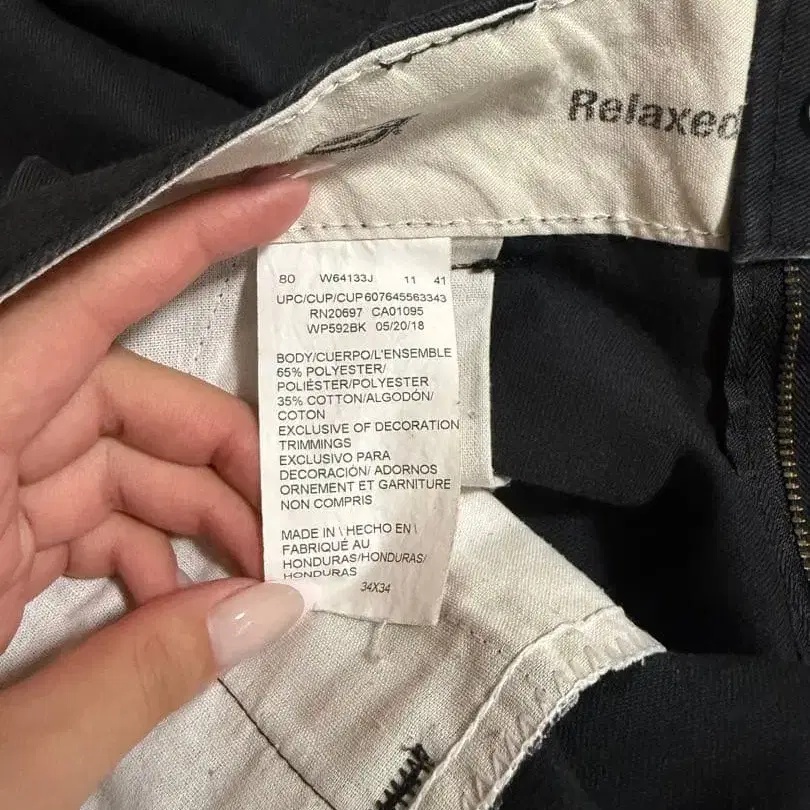 Relaxed
80 W64133J 11 41
UPC/CUP/CUP607645563343
RN20697 CA01095
WP592BK 05/20/18
BODY/CUERPO/L'ENSEMBLE
65% POLYESTER/
POLIÉSTER/POLYESTER
35% COTTON/ALGODÓN/
COTON
EXCLUSIVE OF DECORATION
TRIMMINGS
EXCLUSIVO PARA
DECORACIÓN/ ADORNOS
ORNEMENT ET GARNITURE
NON COMPRIS
MADE IN \ HECHO EN \
FABRIQUÉ AU
HONDURAS/HONDURAS/
HONDURAS
34X34